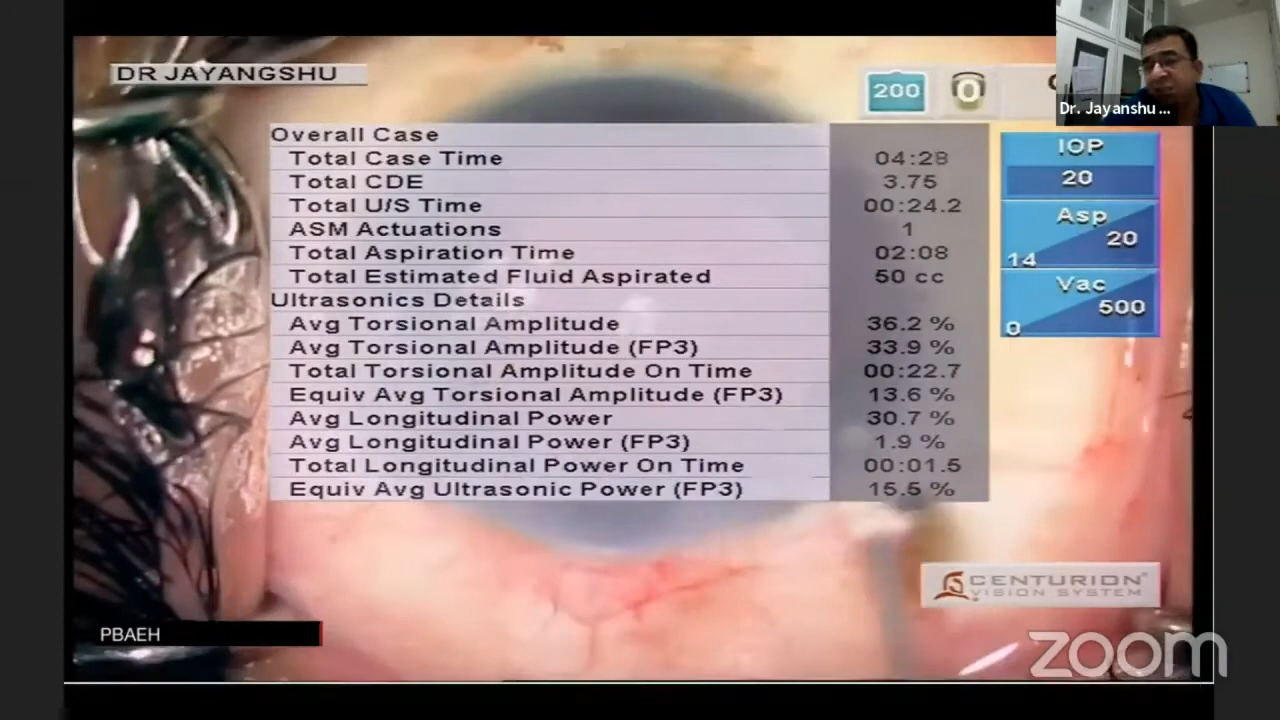 DR JAYANGSHU
200 0
Dr. Jayanshu ...
Overall Case
Total Case Time 04:28
Total CDE 3.75
Total U/S Time 00:24.2
ASM Actuations 1
Total Aspiration Time 02:08
Total Estimated Fluid Aspirated 50 cc
Ultrasonics Details
Avg Torsional Amplitude 36.2 %
Avg Torsional Amplitude (FP3) 33.9 %
Total Torsional Amplitude On Time 00:22.7
Equiv Avg Torsional Amplitude (FP3) 13.6 %
Avg Longitudinal Power 30.7 %
Avg Longitudinal Power (FP3) 1.9 %
Total Longitudinal Power On Time 00:01.5
Equiv Avg Ultrasonic Power (FP3) 15.5 %
IOP
20
Asp
20
14
Vac
500
0
CENTURION
VISION SYSTEM
PBAEH
zoom